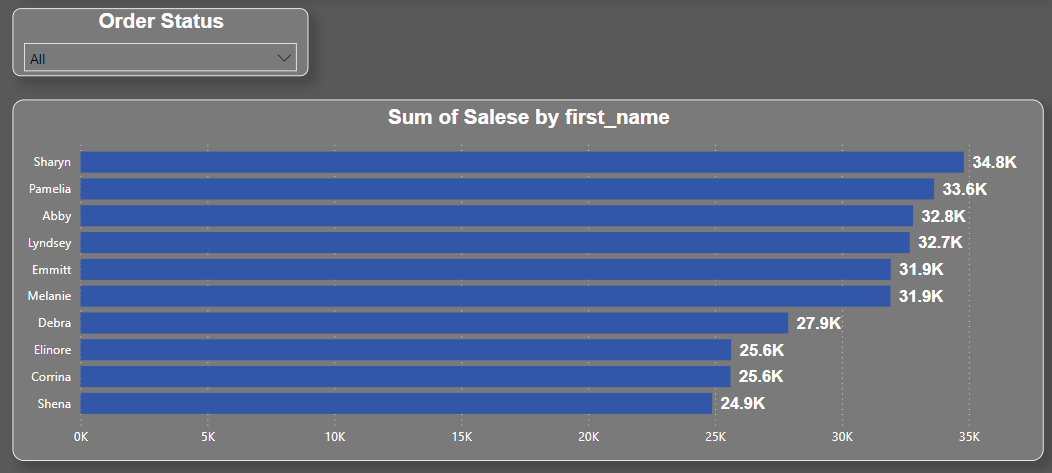 Order Status
All
Sum of Salese by first_name
Sharyn 34.8K
Pamelia 33.6K
Abby 32.8K
Lyndsey 32.7K
Emmitt 31.9K
Melanie 31.9K
Debra 27.9K
Elinore 25.6K
Corrina 25.6K
Shena 24.9K
0K 5K 10K 15K 20K 25K 30K 35K